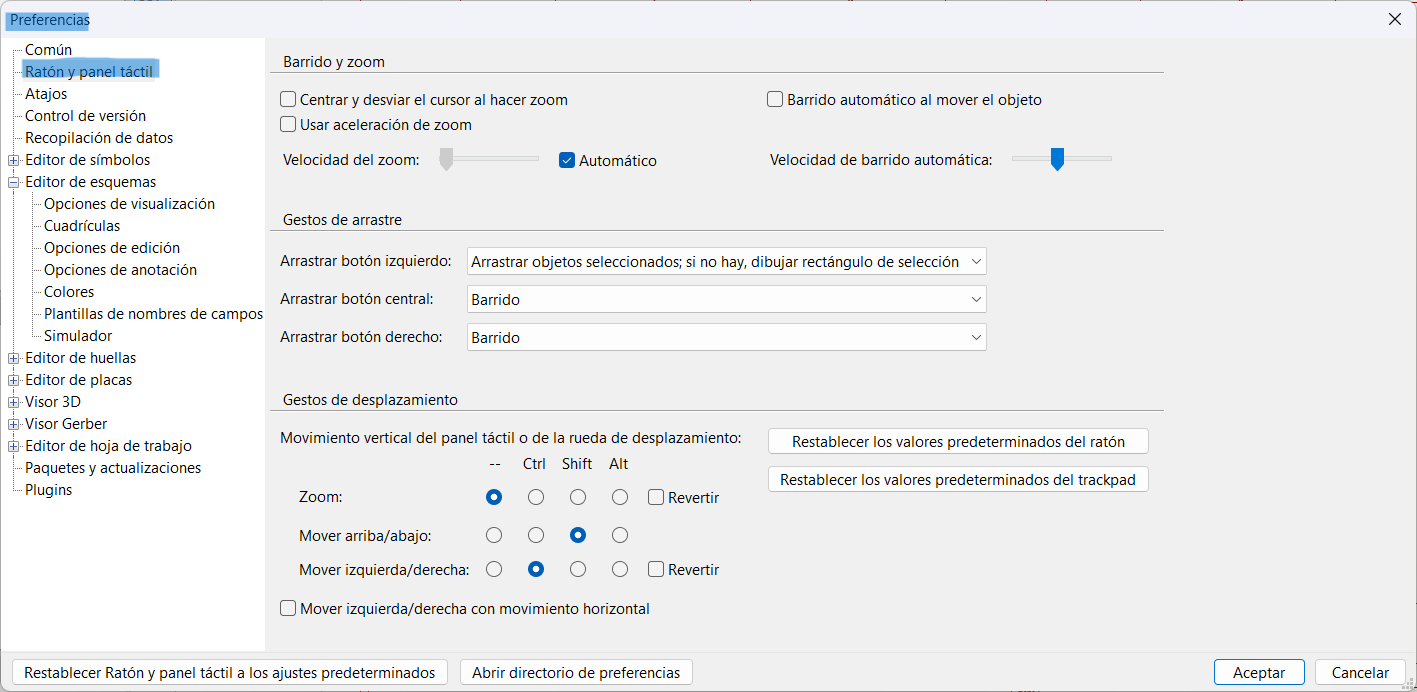 Preferencias
Común
Ratón y panel táctil
Atajos
Control de versión
Recopilación de datos
Editor de símbolos
Editor de esquemas
Opciones de visualización
Cuadrículas
Opciones de edición
Opciones de anotación
Colores
Plantillas de nombres de campos
Simulador
Editor de huellas
Editor de placas
Visor 3D
Visor Gerber
Editor de hoja de trabajo
Paquetes y actualizaciones
Plugins
Barrido y zoom
Centrar y desviar el cursor al hacer zoom
Barrido automático al mover el objeto
Usar aceleración de zoom
Velocidad del zoom:
Automático
Velocidad de barrido automática:
Gestos de arrastre
Arrastrar botón izquierdo:
Arrastrar objetos seleccionados; si no hay, dibujar rectángulo de selección
Arrastrar botón central:
Barrido
Arrastrar botón derecho:
Barrido
Gestos de desplazamiento
Movimiento vertical del panel táctil o de la rueda de desplazamiento:
-- Ctrl Shift Alt
Zoom:
Revertir
Mover arriba/abajo:
Mover izquierda/derecha:
Revertir
Mover izquierda/derecha con movimiento horizontal
Restablecer los valores predeterminados del ratón
Restablecer los valores predeterminados del trackpad
Restablecer Ratón y panel táctil a los ajustes predeterminados
Abrir directorio de preferencias
Aceptar
Cancelar